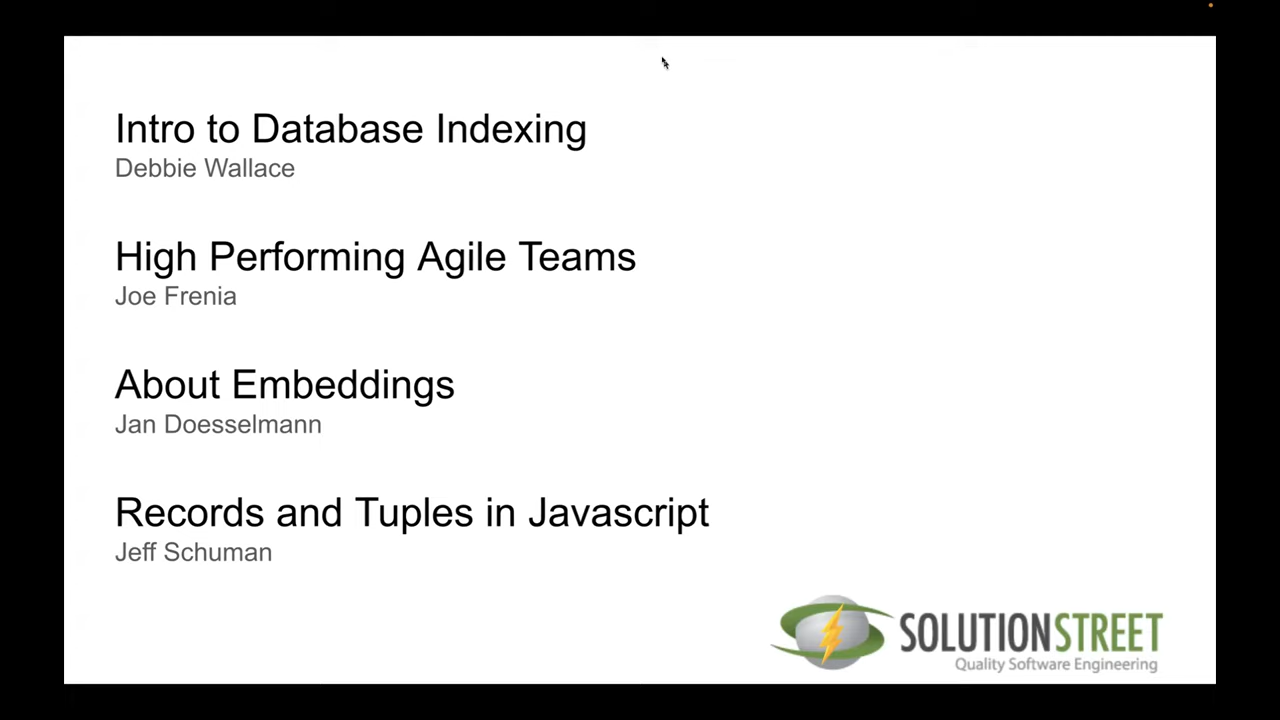 Intro to Database Indexing
Debbie Wallace
High Performing Agile Teams
Joe Frenia
About Embeddings
Jan Doesselmann
Records and Tuples in Javascript
Jeff Schuman
SOLUTIONSTREET
Quality Software Engineering